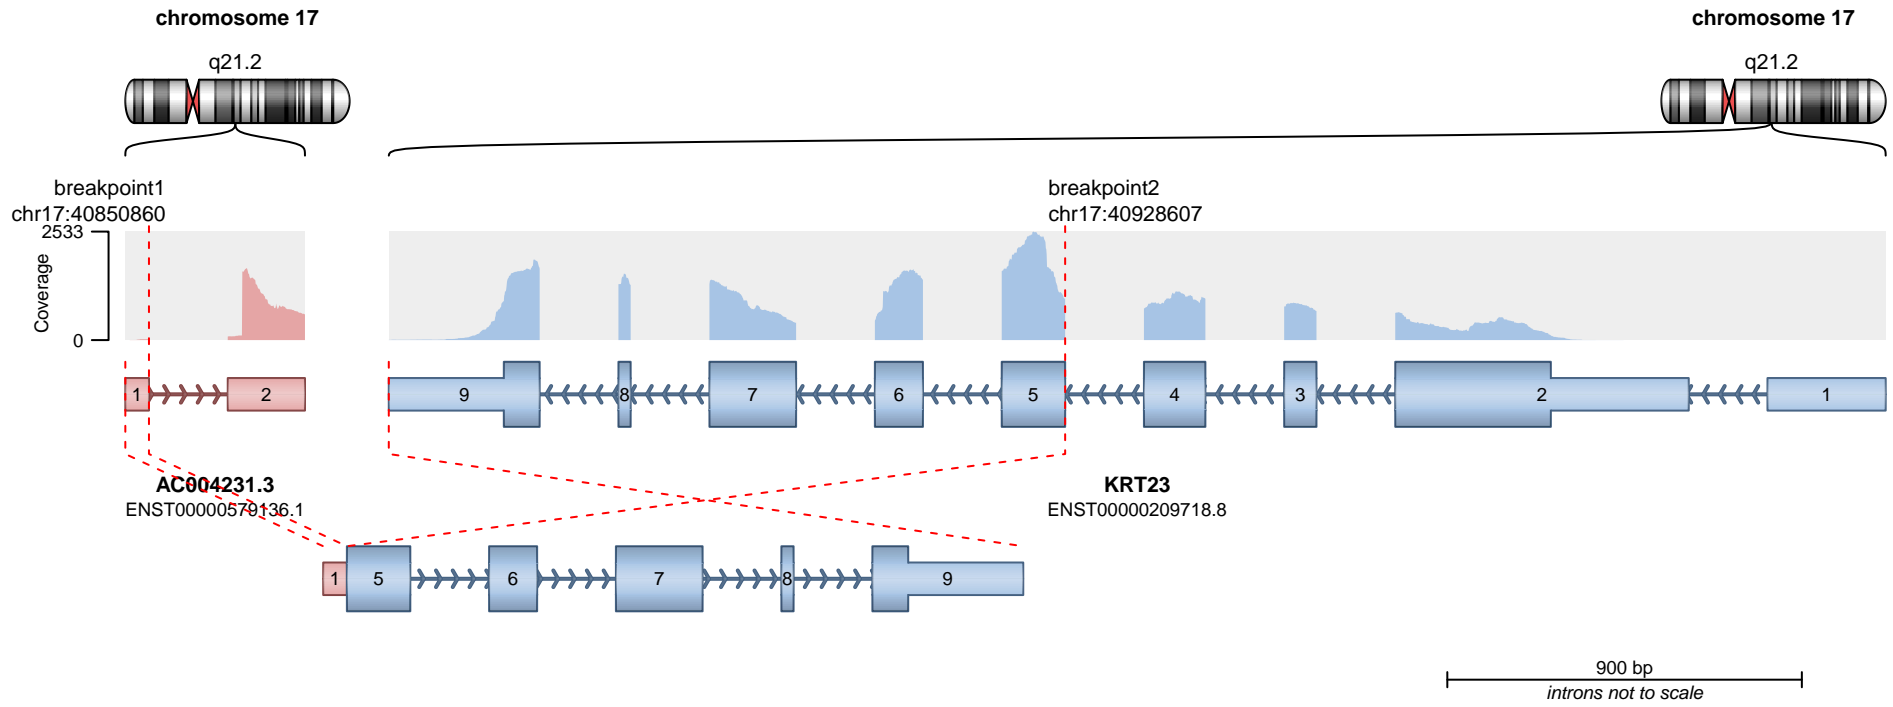 chromosome 17
chromosome 17
q21.2
q21.2
breakpoint1
chr17:40850860
breakpoint2
chr17:40928607
2533
Coverage
0
1 2 9 8 7 6 5 4 3 2 1
AC004231.3
ENST00000579136.1
KRT23
ENST00000209718.8
1 5 6 7 8 9
900 bp
introns not to scale